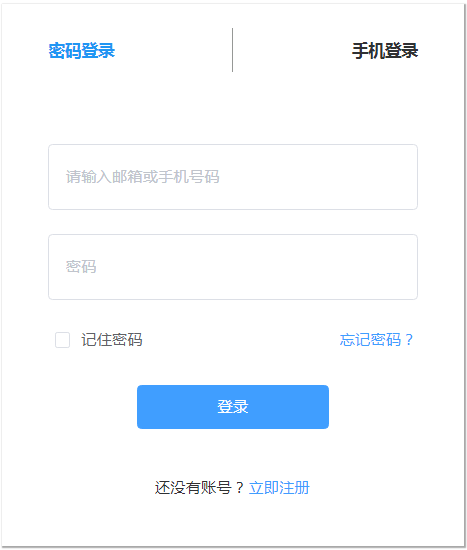 密码登录 手机登录
请输入邮箱或手机号码
密码
记住密码 忘记密码？
登录
还没有账号？立即注册